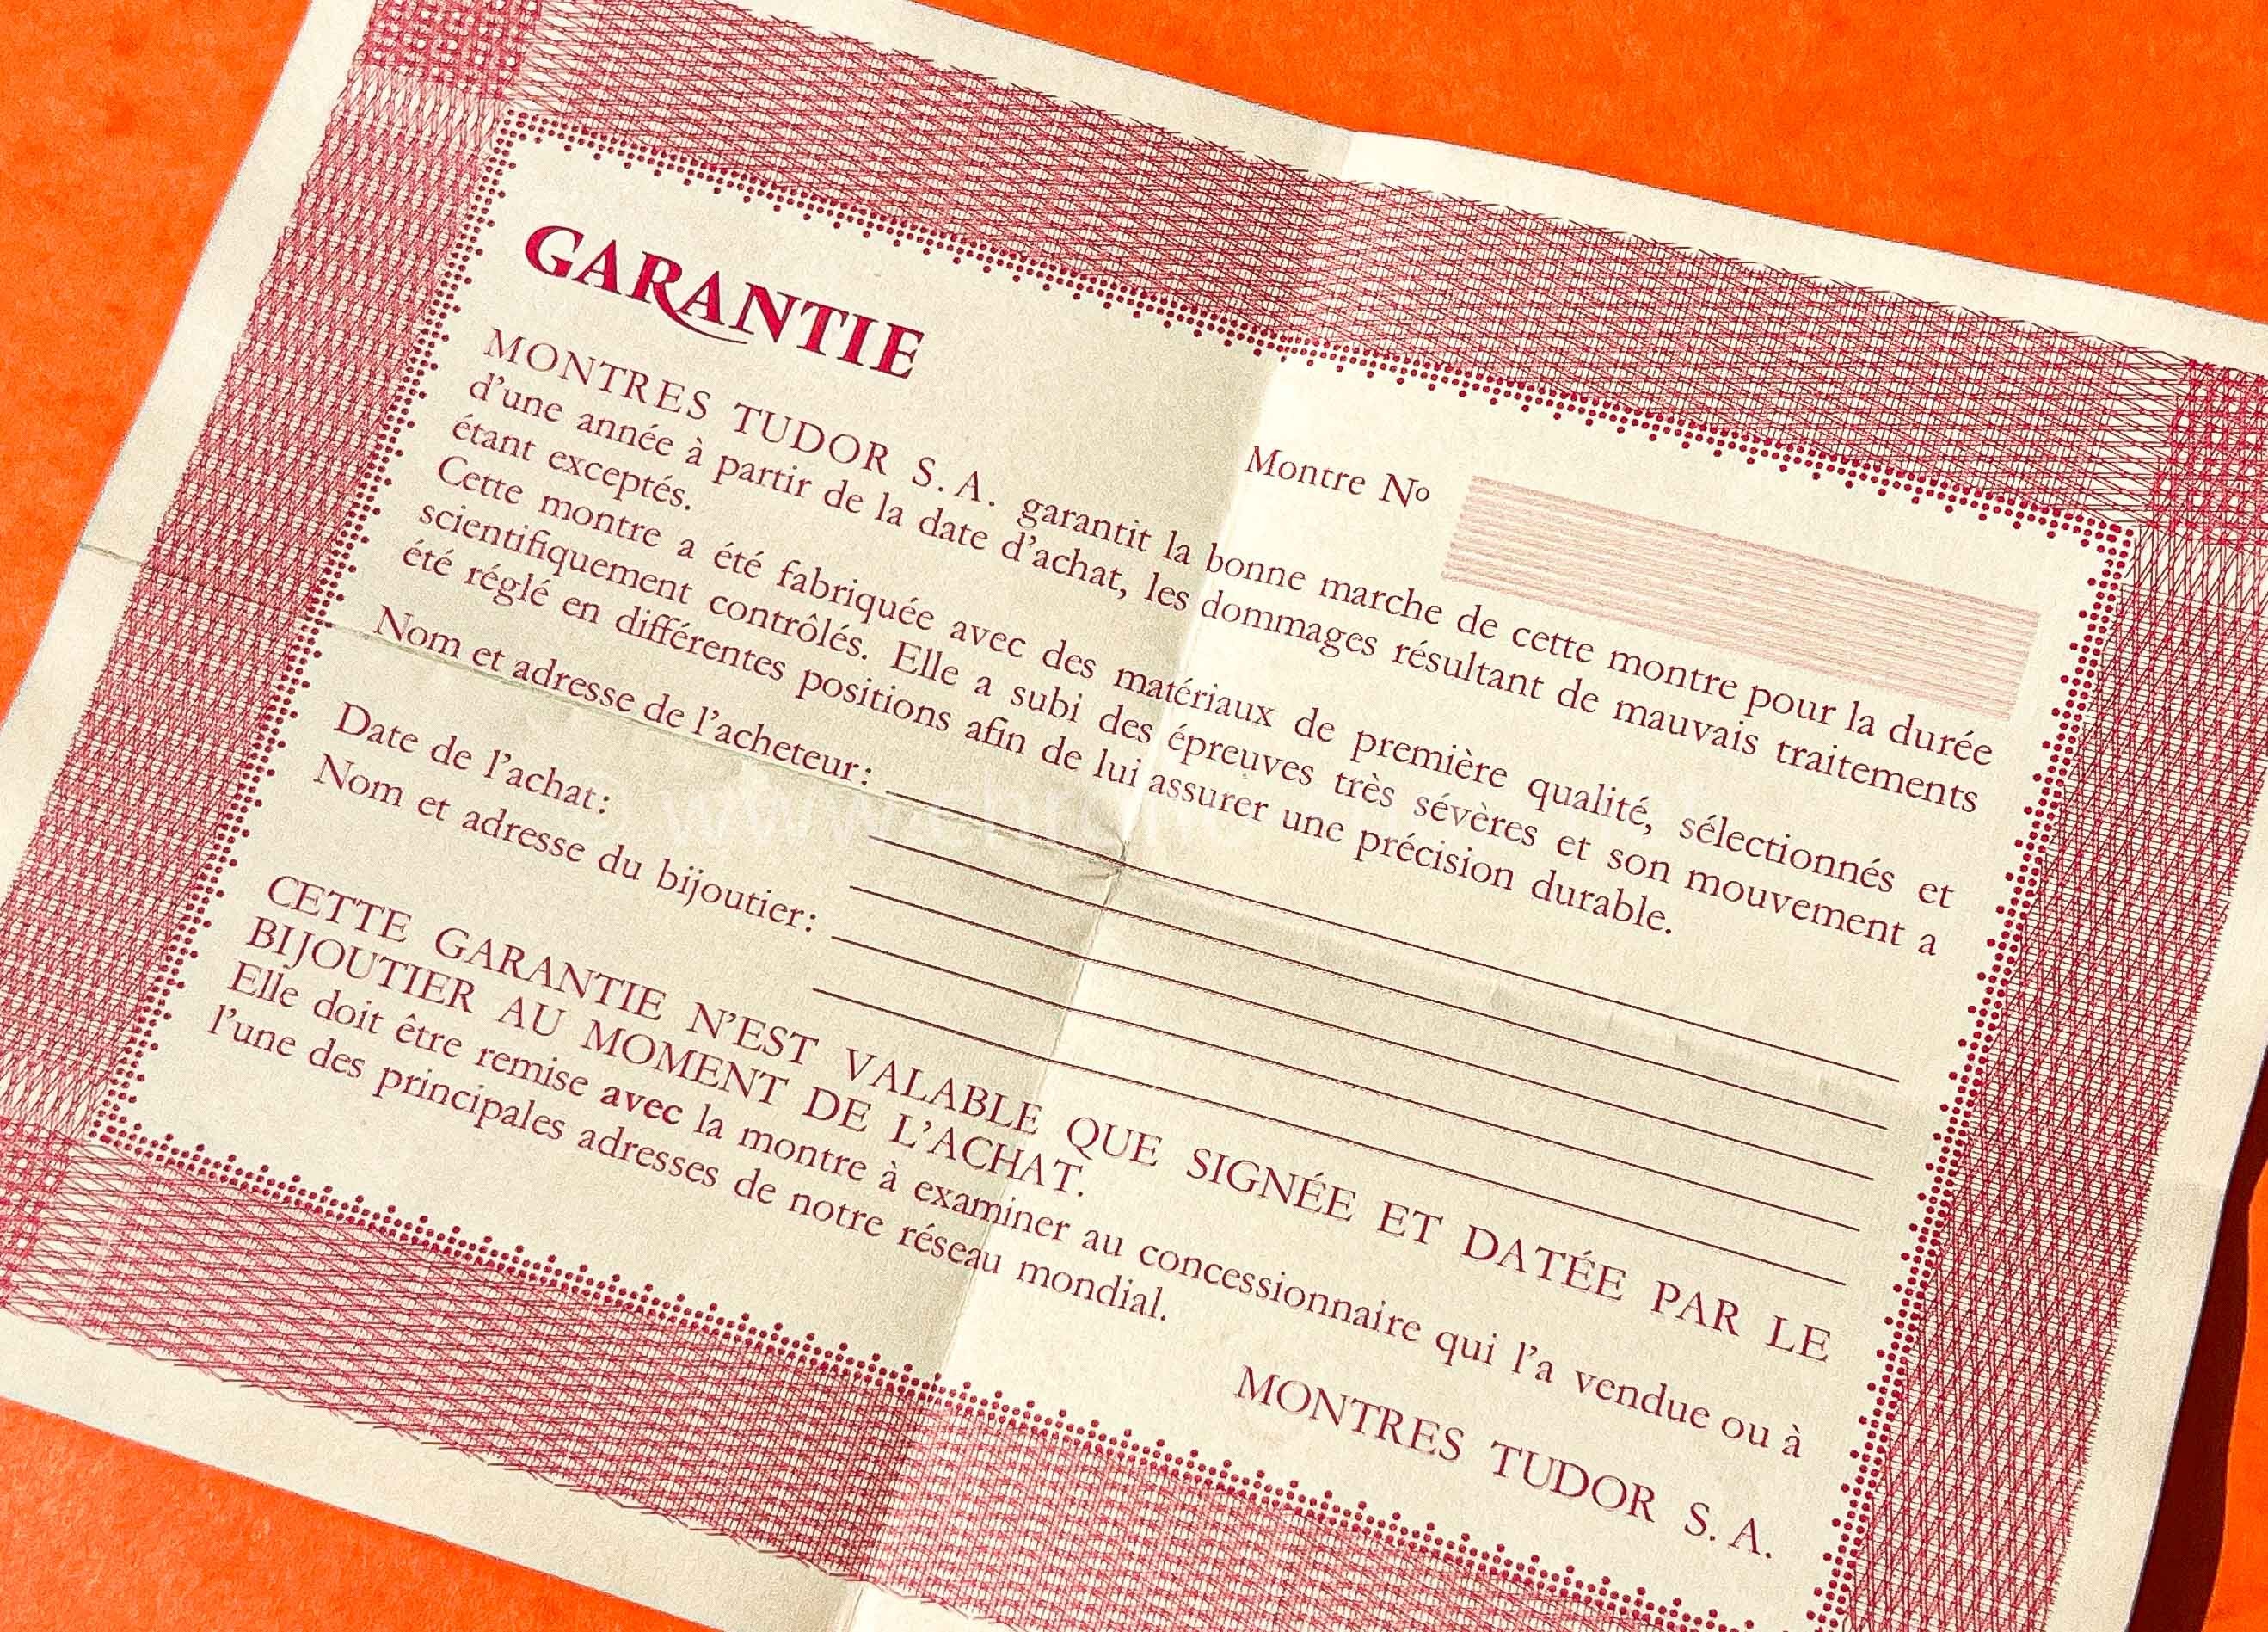 GARANTIE
Montre Nº
MONTRES TUDOR S. A. garantit la bonne marche de cette montre pour la durée
d'une année à partir de la date d'achat, les dommages résultant de mauvais traitements
étant exceptés.
Cette montre a été fabriquée avec des matériaux de première qualité, sélectionnés et
scientifiquement contrôlés. Elle a subi des épreuves très sévères et son mouvement a
été réglé en différentes positions afin de lui assurer une précision durable.
Nom et adresse de l'acheteur:
Date de l'achat:
Nom et adresse du bijoutier:
CETTE GARANTIE N'EST VALABLE QUE SIGNÉE ET DATÉE PAR LE
BIJOUTIER AU MOMENT DE L'ACHAT.
Elle doit être remise avec la montre à examiner au concessionnaire qui l'a vendue ou à
l'une des principales adresses de notre réseau mondial.
MONTRES TUDOR S. A.